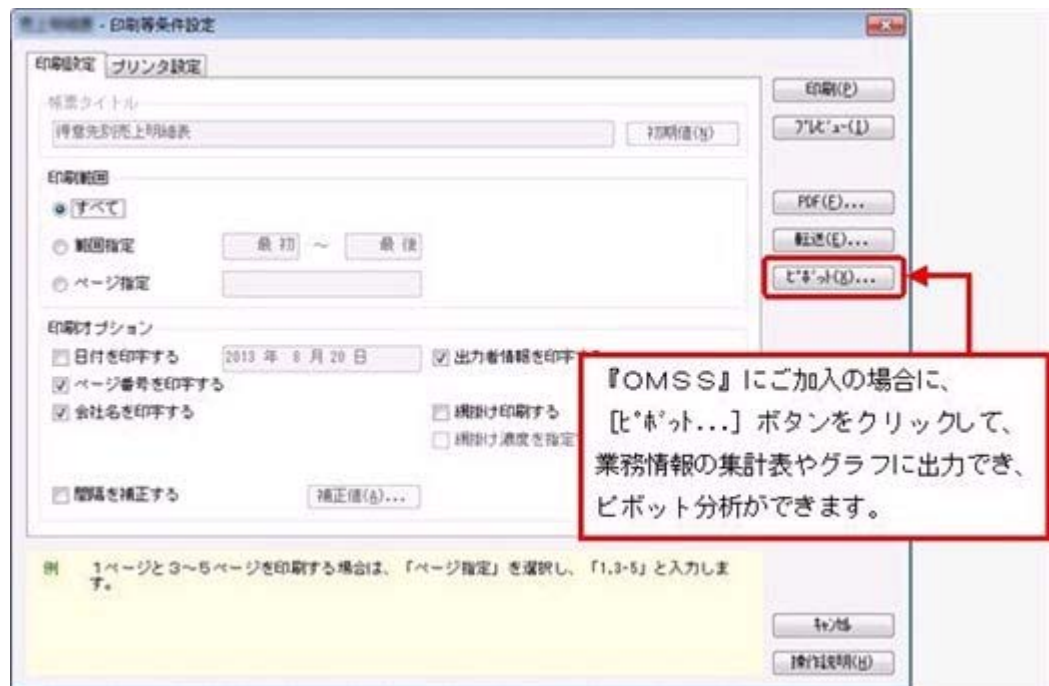 - 印刷等条件設定
印刷設定 プリンタ設定
帳票タイトル
得意先別売上明細表 初期値(N)
印刷範囲
すべて
範囲指定 最初 ～ 最後
ページ指定
印刷オプション
日付を印字する 2013 年 8 月 20 日 出力者情報を印字する
ページ番号を印字する
会社名を印字する 網掛け印刷する
網掛け濃度を指定
間隔を補正する 補正値(A)...
例 1ページと3～5ページを印刷する場合は、「ページ指定」を選択し、「1,3-5」と入力しま
す。
印刷(P)
ﾌﾟﾚﾋﾞｭｰ(I)
PDF(F)...
転送(E)...
ﾋﾟﾎﾞｯﾄ(X)...
『ＯＭＳＳ』にご加入の場合に、
［ﾋﾟﾎﾞｯﾄ...］ボタンをクリックして、
業務情報の集計表やグラフに出力でき、
ピボット分析ができます。
ｷｬﾝｾﾙ
操作説明(H)